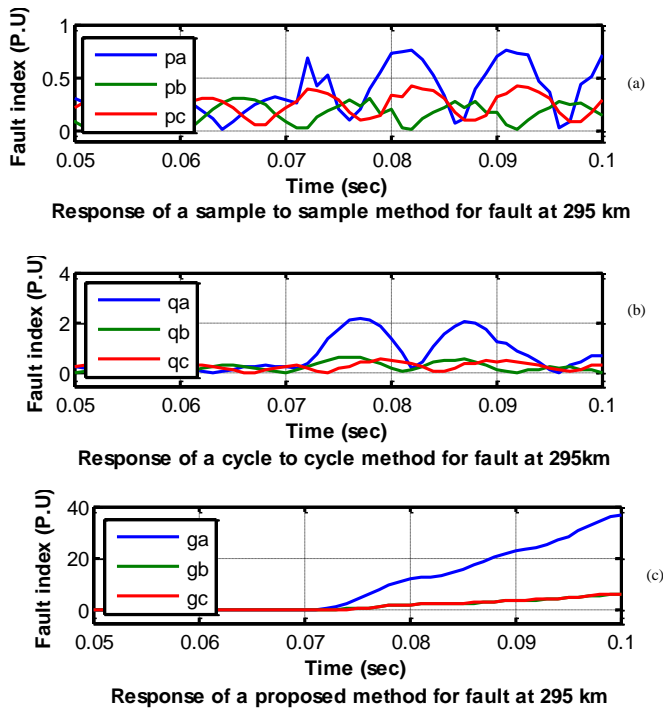 Fault index (P.U)
1
0.5
0
pa
pb
pc
(a)
0.05 0.06 0.07 0.08 0.09 0.1
Time (sec)
Response of a sample to sample method for fault at 295 km
Fault index (P.U)
4
2
0
qa
qb
qc
(b)
0.05 0.06 0.07 0.08 0.09 0.1
Time (sec)
Response of a cycle to cycle method for fault at 295km
Fault index (P.U)
40
20
0
ga
gb
gc
(c)
0.05 0.06 0.07 0.08 0.09 0.1
Time (sec)
Response of a proposed method for fault at 295 km